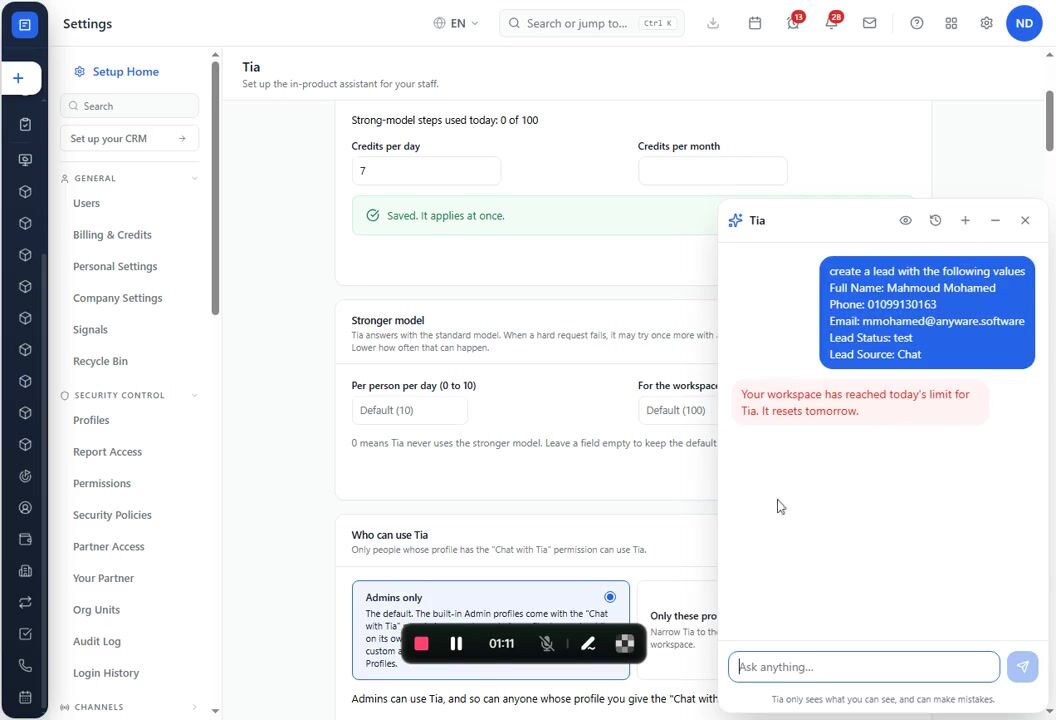 Settings
EN
Search or jump to...
Ctrl K
13
28
ND
Setup Home
Search
Set up your CRM
GENERAL
Users
Billing & Credits
Personal Settings
Company Settings
Signals
Recycle Bin
SECURITY CONTROL
Profiles
Report Access
Permissions
Security Policies
Partner Access
Your Partner
Org Units
Audit Log
Login History
CHANNELS
Tia
Set up the in-product assistant for your staff.
Strong-model steps used today: 0 of 100
Credits per day
Credits per month
7
Saved. It applies at once.
Stronger model
Tia answers with the standard model. When a hard request fails, it may try once more with a
Lower how often that can happen.
Per person per day (0 to 10)
For the workspace
Default (10)
Default (100)
0 means Tia never uses the stronger model. Leave a field empty to keep the default
Who can use Tia
Only people whose profile has the "Chat with Tia" permission can use Tia.
Admins only
The default. The built-in Admin profiles come with the "Chat
with Tia"
on its ow
custom a
Profiles.
Only these pro
Narrow Tia to the
workspace.
01:11
Admins can use Tia, and so can anyone whose profile you give the "Chat with
Tia
create a lead with the following values
Full Name: Mahmoud Mohamed
Phone: 01099130163
Email: mmohamed@anyware.software
Lead Status: test
Lead Source: Chat
Your workspace has reached today's limit for
Tia. It resets tomorrow.
Ask anything...
Tia only sees what you can see, and can make mistakes.